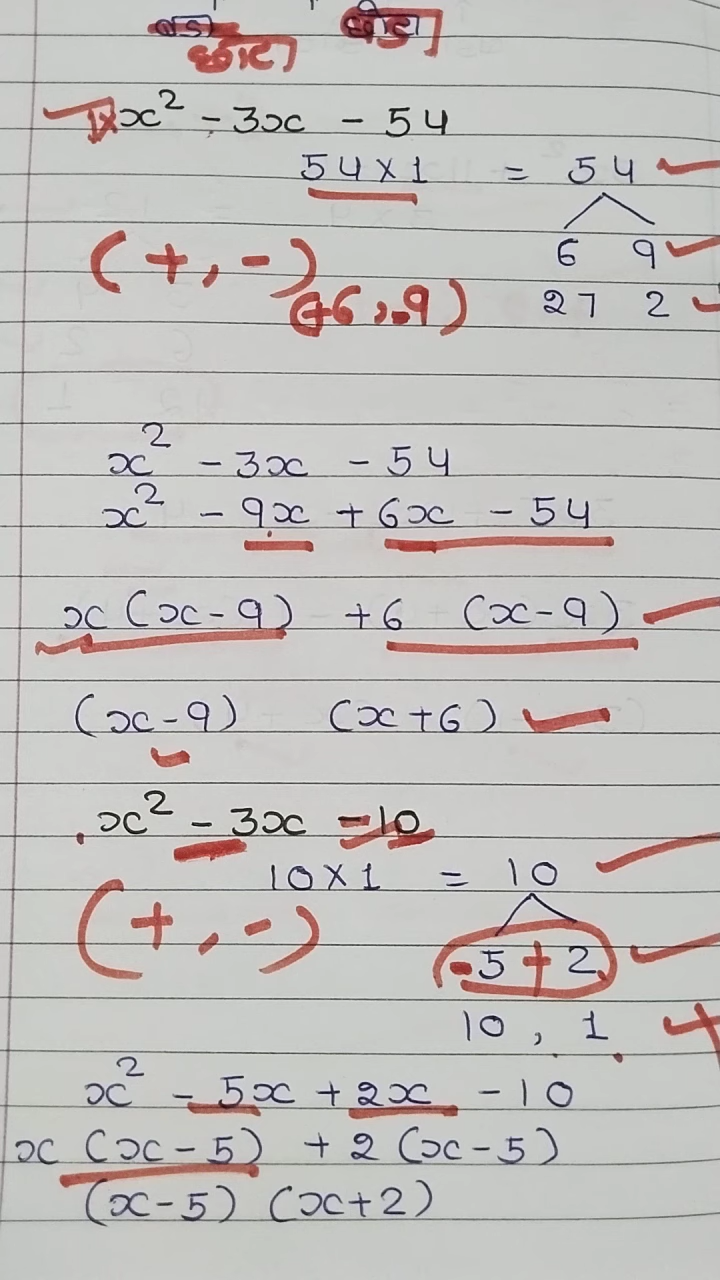 छोटा बड़ा
छोटा
1x² - 3x - 54
54 x 1 = 54
6 9
(+, -)
(+6, -9) 27 2
x² - 3x - 54
x² - 9x + 6x - 54
x (x - 9) + 6 (x - 9)
(x - 9) (x + 6)
x² - 3x - 10
10 x 1 = 10
(+, -) - 5 + 2
10 , 1
x² - 5x + 2x - 10
x (x - 5) + 2 (x - 5)
(x - 5) (x + 2)